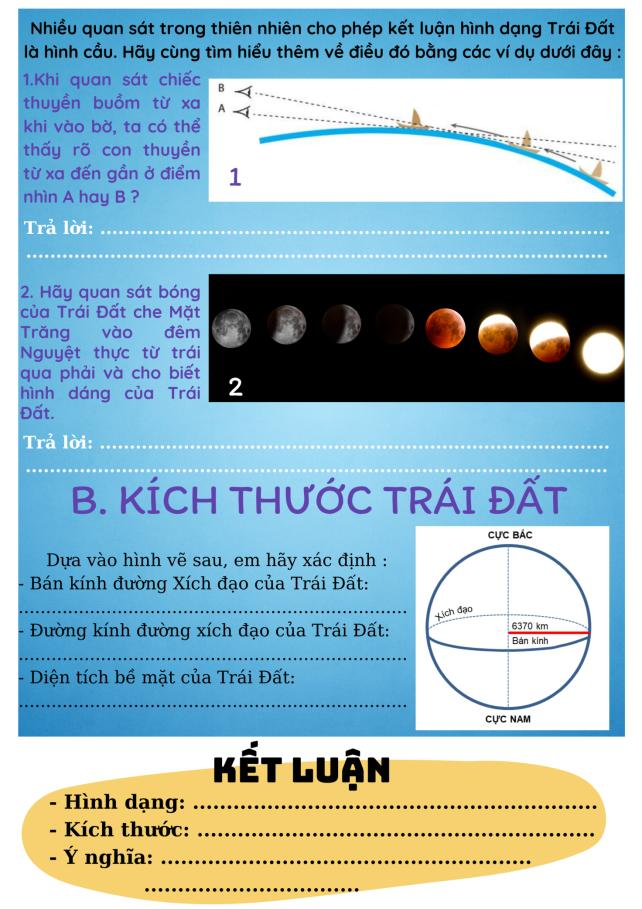 Nhiều quan sát trong thiên nhiên cho phép kết luận hình dạng Trái Đất
là hình cầu. Hãy cùng tìm hiểu thêm về điều đó bằng các ví dụ dưới đây :
1.Khi quan sát chiếc
thuyền buồm từ xa
khi vào bờ, ta có thể
thấy rõ con thuyền
từ xa đến gần ở điểm
nhìn A hay B ?
B
A
1
Trả lời: ......................................................................................
..................................................................................................
2. Hãy quan sát bóng
của Trái Đất che Mặt
Trăng vào đêm
Nguyệt thực từ trái
qua phải và cho biết
hình dáng của Trái
Đất.
2
Trả lời: ......................................................................................
..................................................................................................
B. KÍCH THƯỚC TRÁI ĐẤT
Dựa vào hình vẽ sau, em hãy xác định :
- Bán kính đường Xích đạo của Trái Đất:
.................................................................
- Đường kính đường xích đạo của Trái Đất:
.................................................................
- Diện tích bề mặt của Trái Đất:
.................................................................
CỰC BẮC
Xích đạo
6370 km
Bán kính
CỰC NAM
KẾT LUẬN
- Hình dạng: ...........................................................
- Kích thước: ..........................................................
- Ý nghĩa: ......................................................
...............................